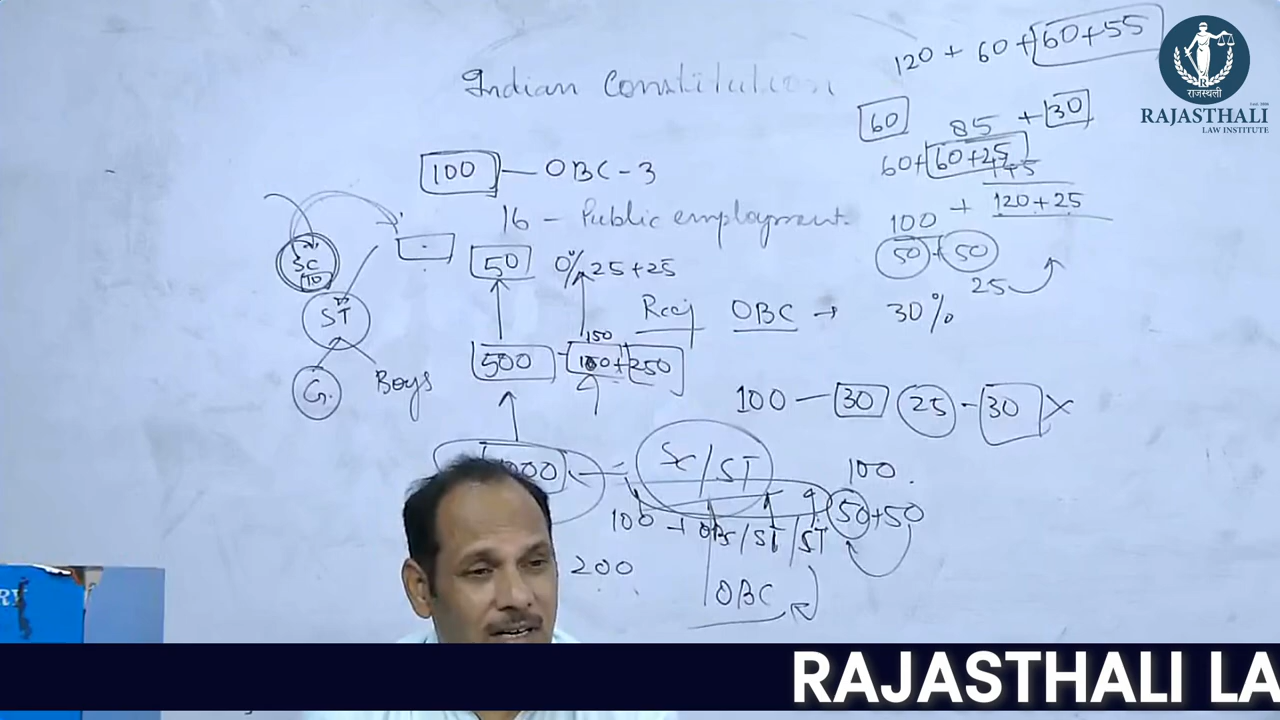 Indian Constitution
120 + 60 + 60+55
राजस्थली
RAJASTHALI
LAW INSTITUTE
60
85 + 30
60+ 60+25
100 — OBC-3
16 - Public employment.
100 + 120+25
50 + 50
25
SC
10
50 0% 25+25
ST
Raj OBC → 30%
150
500 - 100+250
G. Boys
100 — 30 25 - 30 X
SC/ST
100
100 + OBC/ST/ST 50+50
200
OBC
RAJASTHALI LA